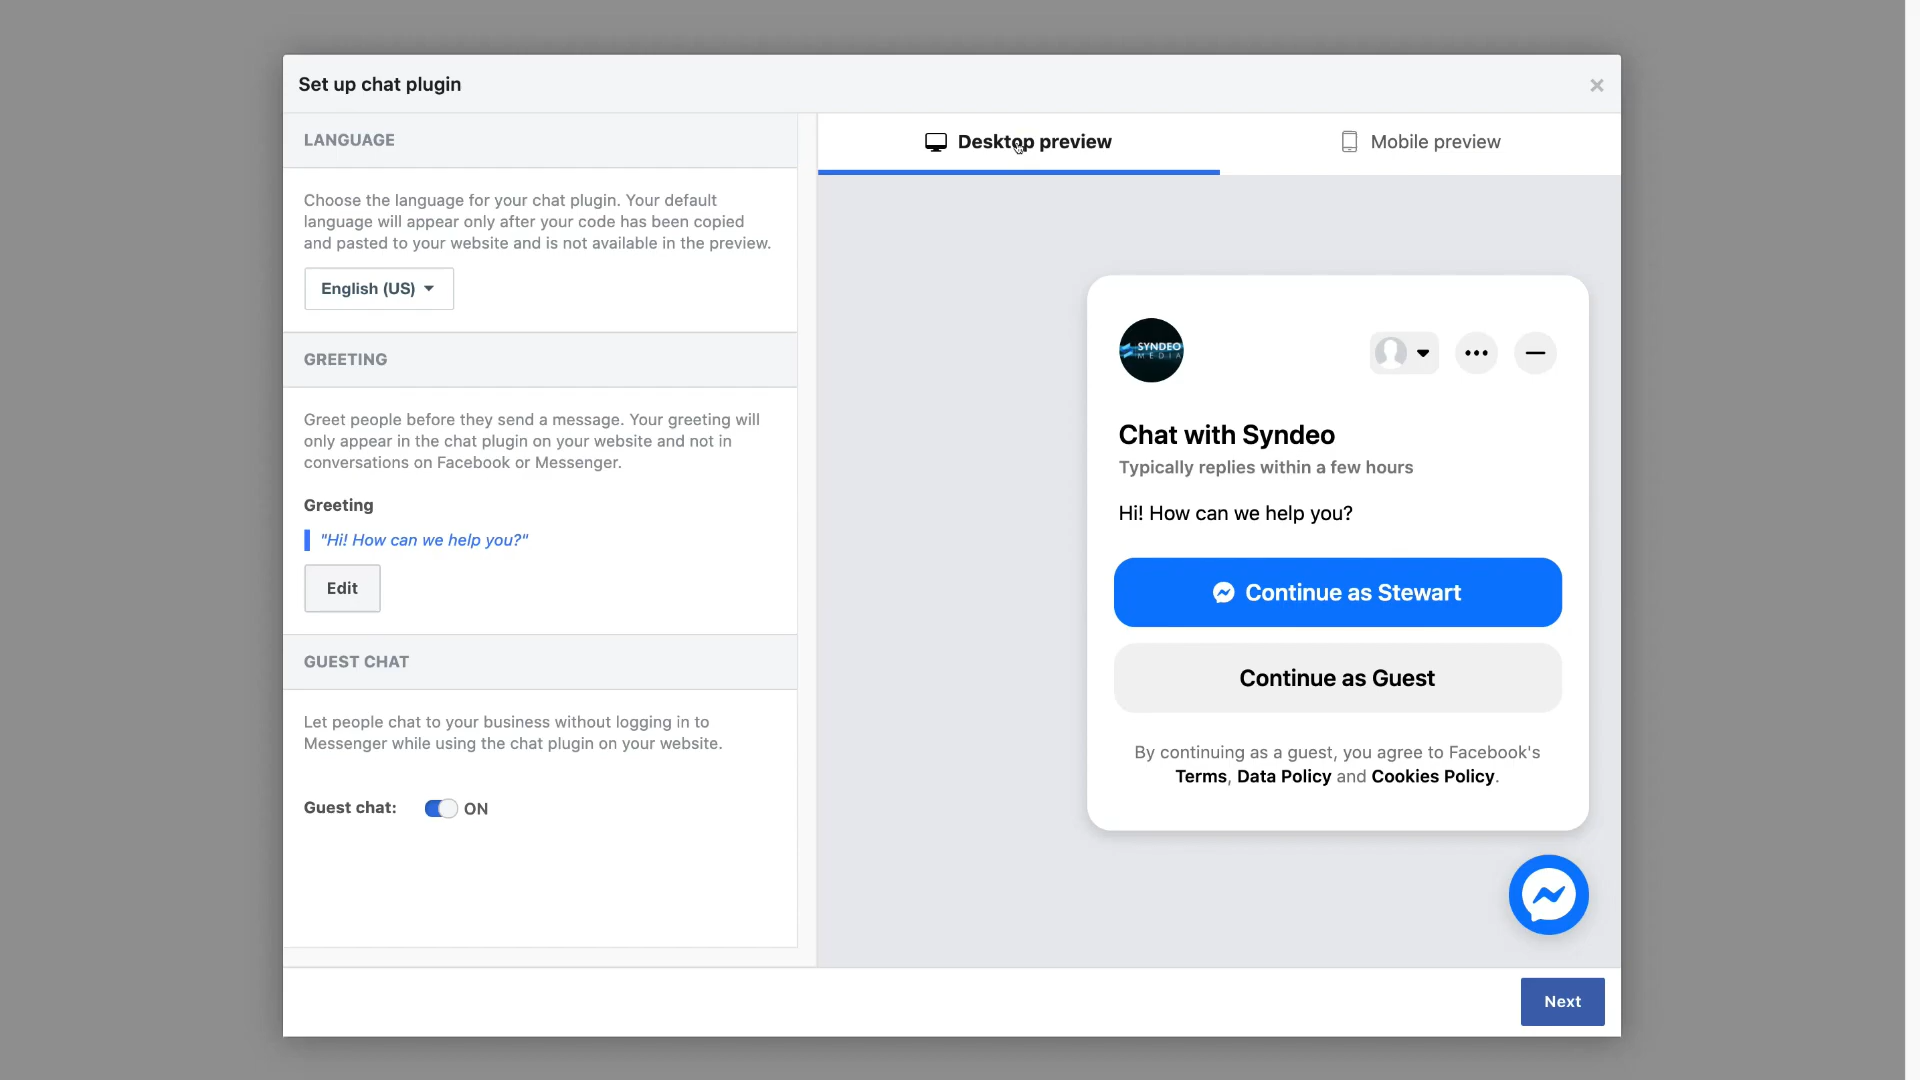 Set up chat plugin
LANGUAGE
Choose the language for your chat plugin. Your default
language will appear only after your code has been copied
and pasted to your website and is not available in the preview.
English (US)
GREETING
Greet people before they send a message. Your greeting will
only appear in the chat plugin on your website and not in
conversations on Facebook or Messenger.
Greeting
"Hi! How can we help you?"
Edit
GUEST CHAT
Let people chat to your business without logging in to
Messenger while using the chat plugin on your website.
Guest chat: ON
Desktop preview
Mobile preview
SYNDEO
MEDIA
Chat with Syndeo
Typically replies within a few hours
Hi! How can we help you?
Continue as Stewart
Continue as Guest
By continuing as a guest, you agree to Facebook's
Terms, Data Policy and Cookies Policy.
Next